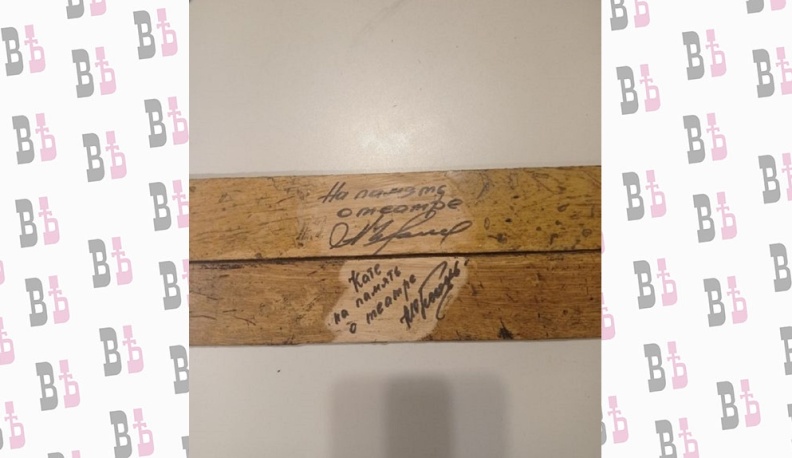 На память
о театре
Кате
на память
о театре